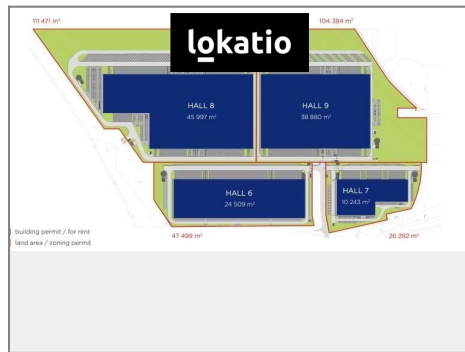 111 471 m²
104 384 m²
lokatio
HALL 8
45 997 m²
HALL 9
38 880 m²
HALL 6
24 509 m²
HALL 7
10 243 m²
47 499 m²
26 282 m²
building permit / for rent
land area / zoning permit